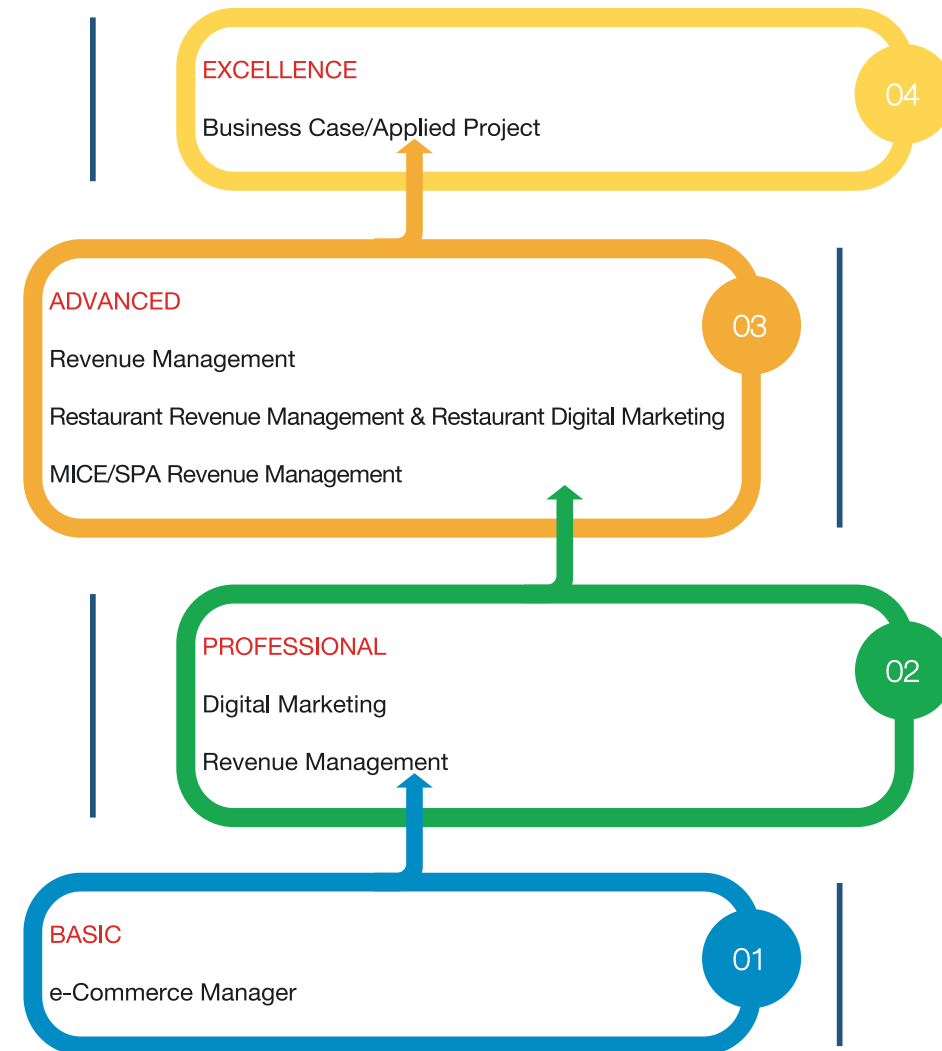 EXCELLENCE
04
Business Case/Applied Project
ADVANCED
03
Revenue Management
Restaurant Revenue Management & Restaurant Digital Marketing
MICE/SPA Revenue Management
PROFESSIONAL
02
Digital Marketing
Revenue Management
BASIC
01
e-Commerce Manager